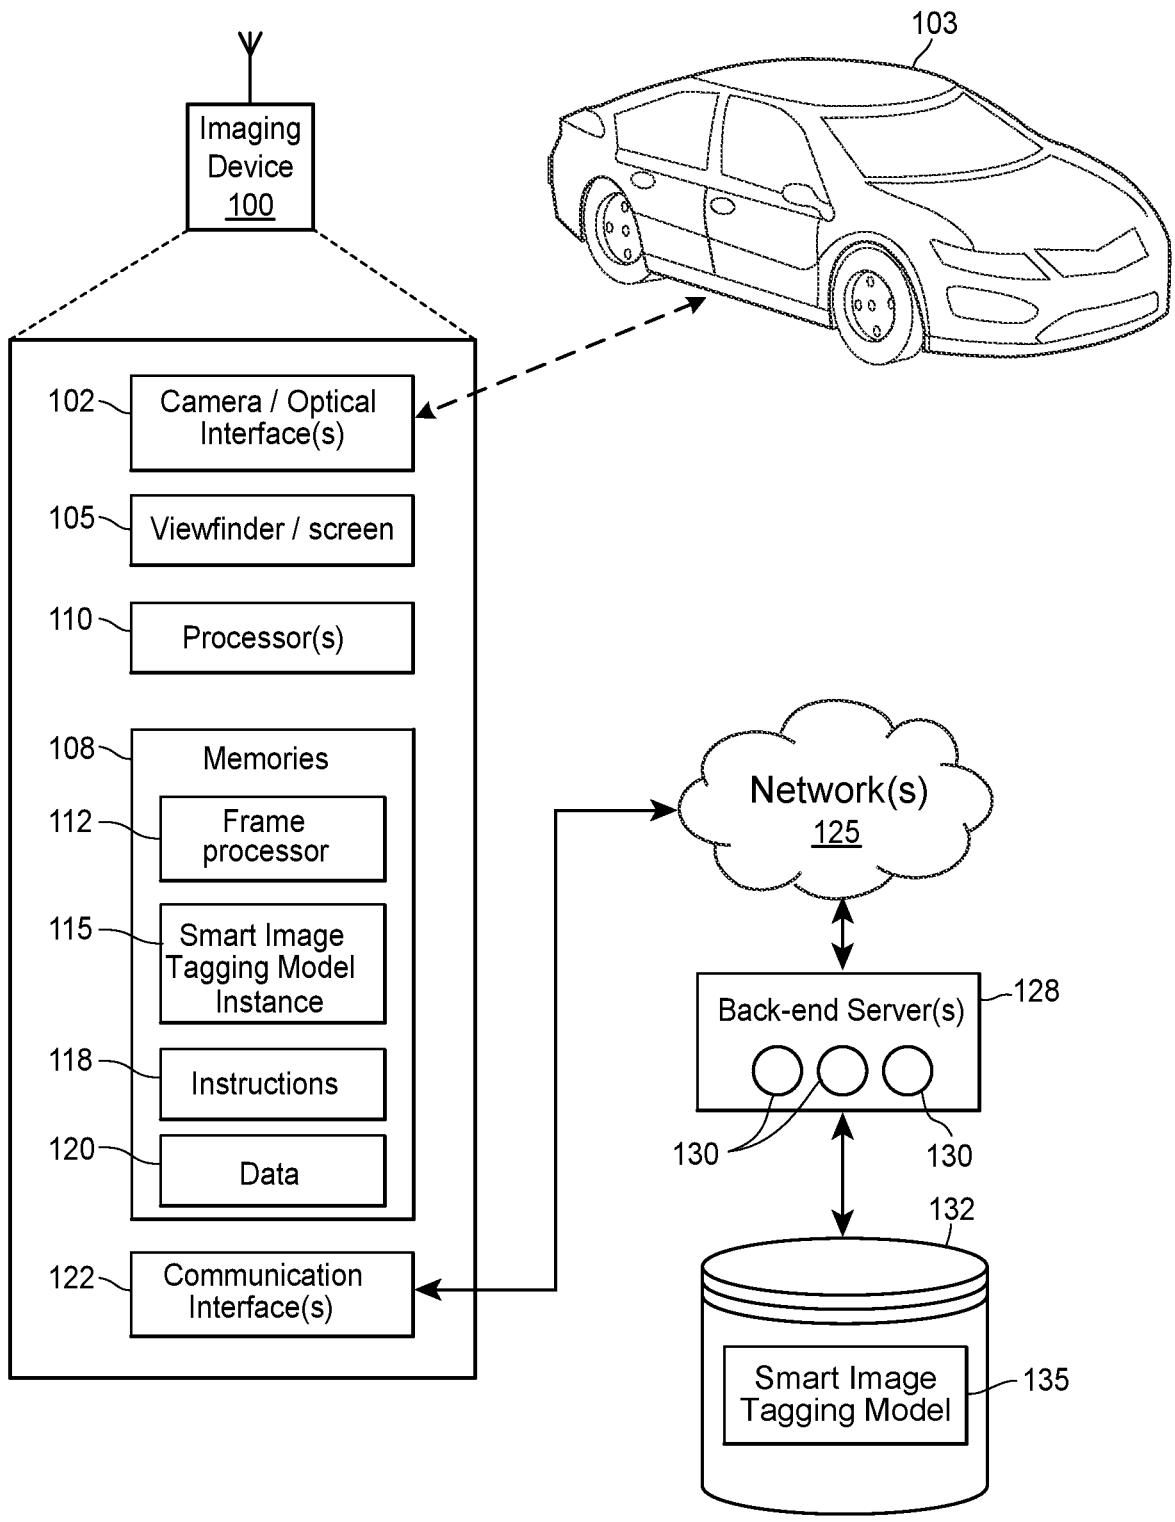 103
Imaging
Device
100
102
Camera / Optical
Interface(s)
105
Viewfinder / screen
110
Processor(s)
108
Memories
112
Frame
processor
115
Smart Image
Tagging Model
Instance
118
Instructions
120
Data
122
Communication
Interface(s)
Network(s)
125
Back-end Server(s)
128
130
130
132
Smart Image
Tagging Model
135